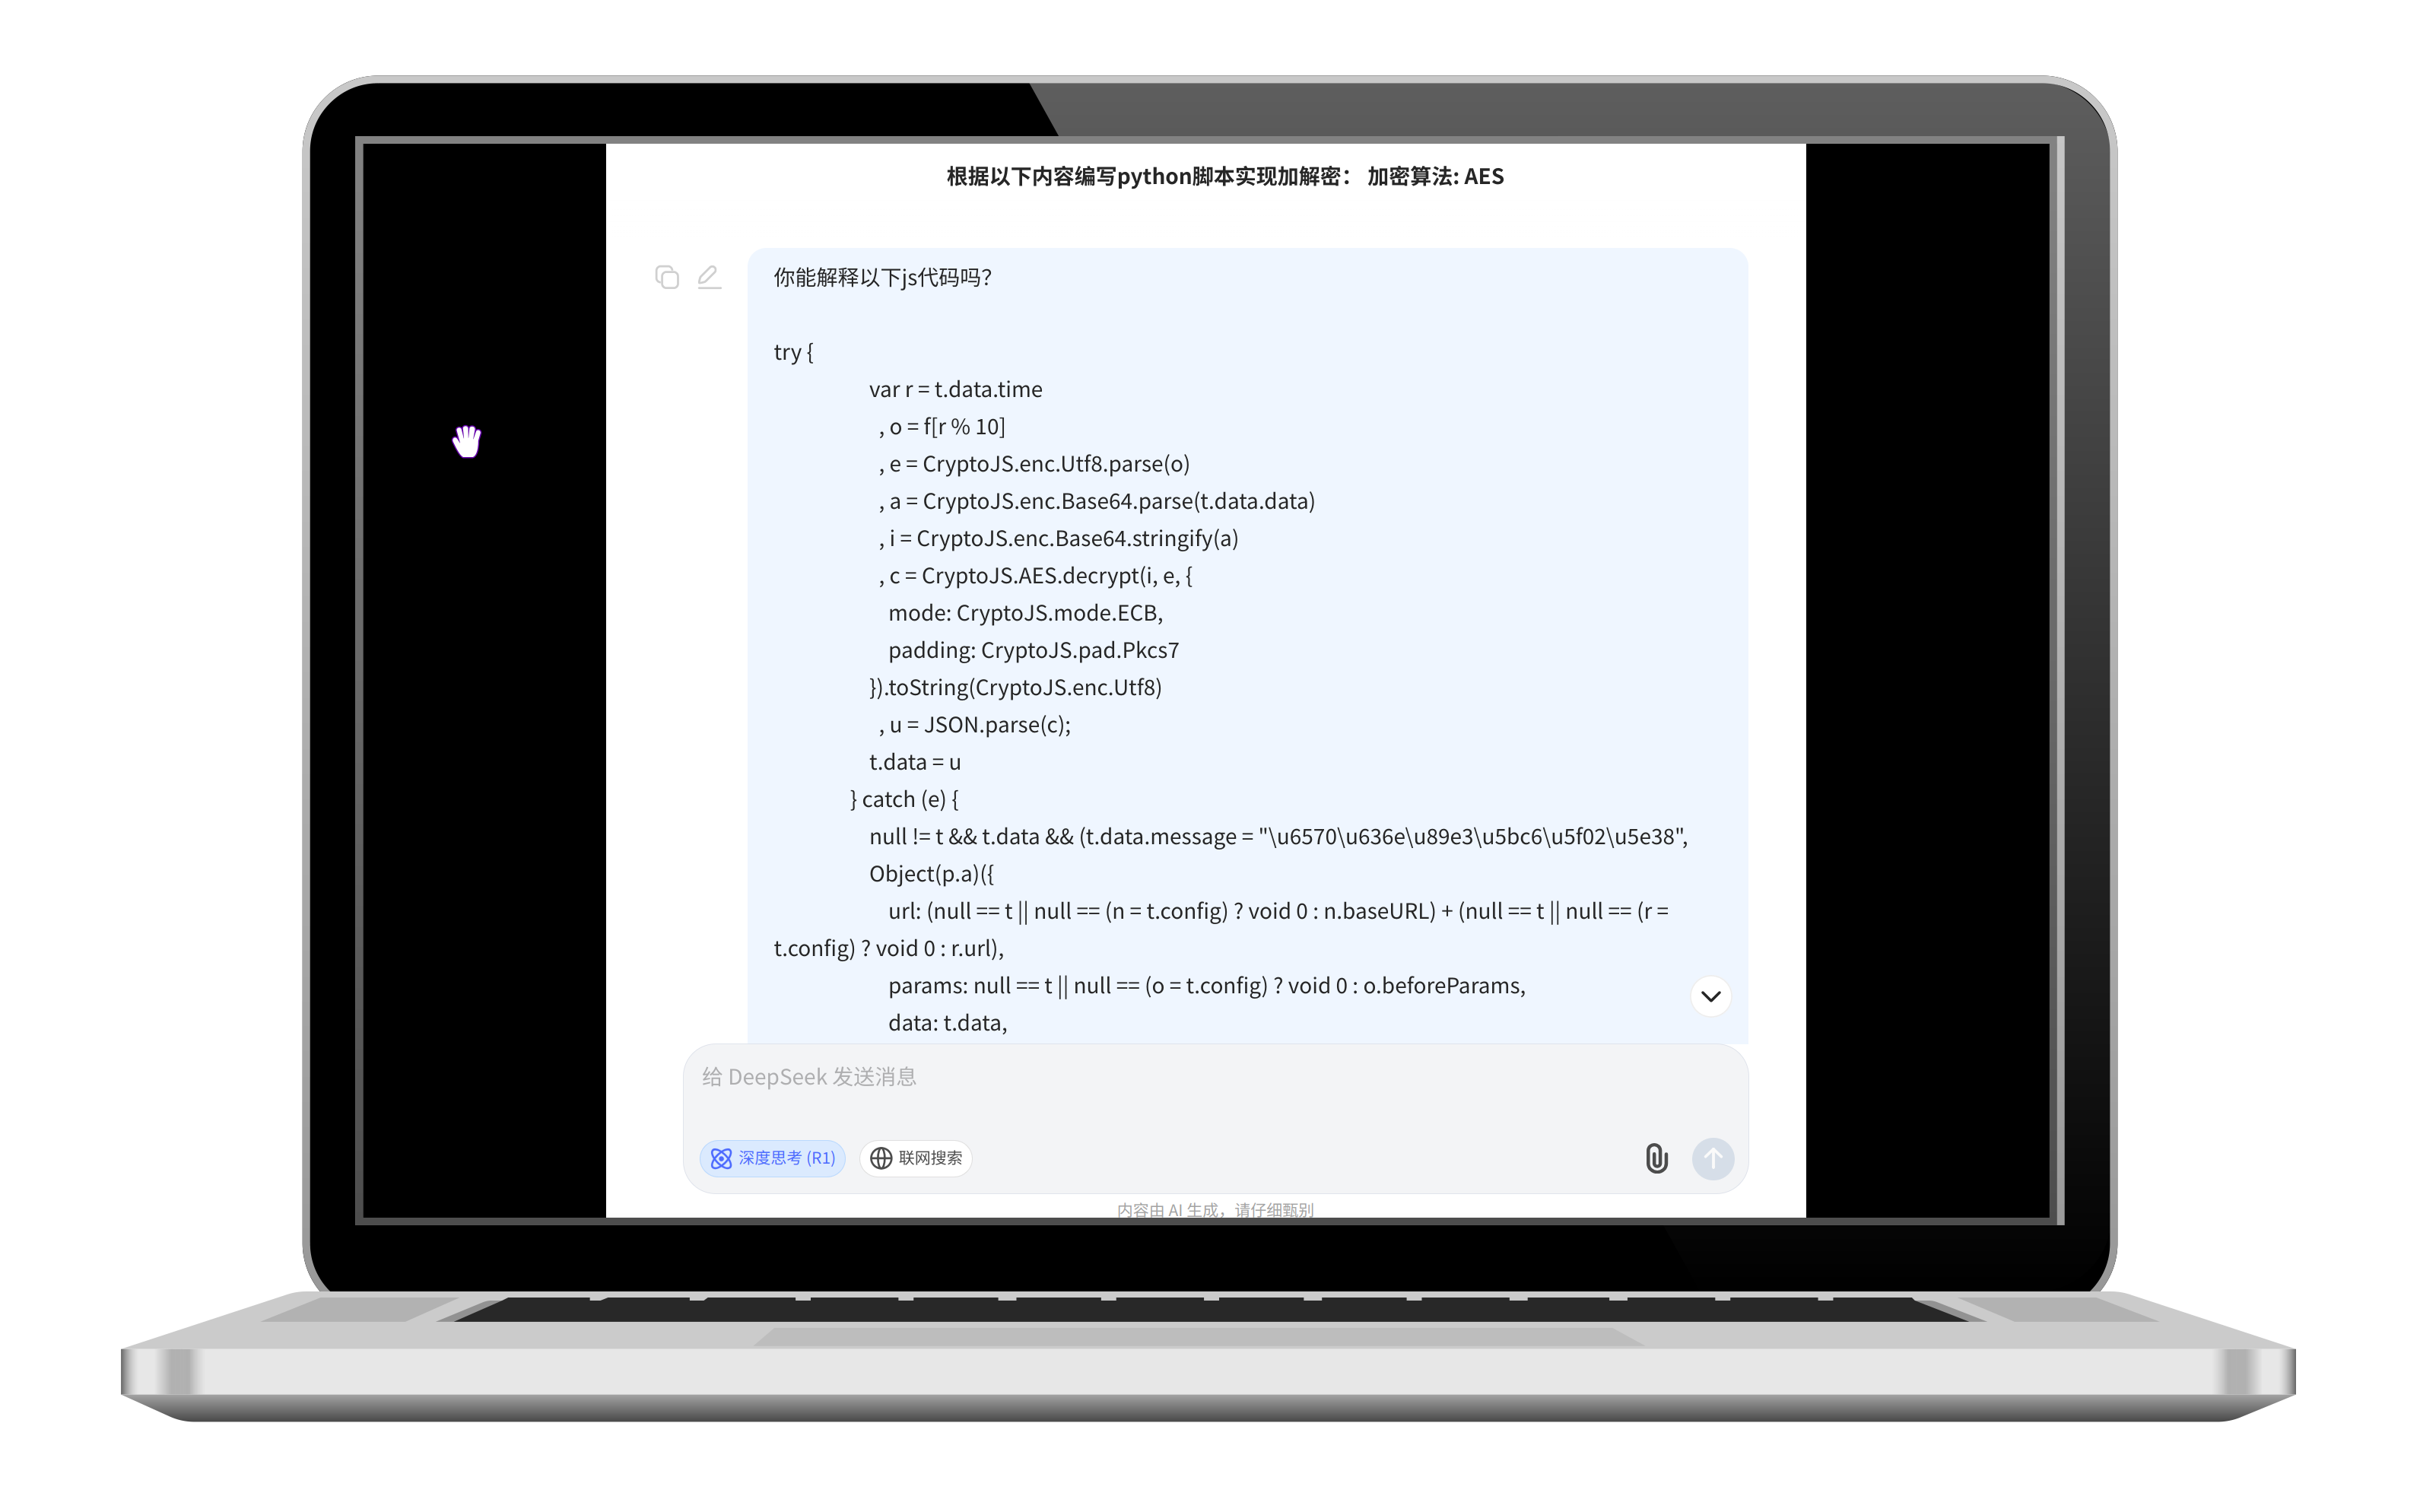 根据以下内容编写python脚本实现加解密： 加密算法: AES
你能解释以下js代码吗？
try {
var r = t.data.time
, o = f[r % 10]
, e = CryptoJS.enc.Utf8.parse(o)
, a = CryptoJS.enc.Base64.parse(t.data.data)
, i = CryptoJS.enc.Base64.stringify(a)
, c = CryptoJS.AES.decrypt(i, e, {
mode: CryptoJS.mode.ECB,
padding: CryptoJS.pad.Pkcs7
}).toString(CryptoJS.enc.Utf8)
, u = JSON.parse(c);
t.data = u
} catch (e) {
null != t && t.data && (t.data.message = "\u6570\u636e\u89e3\u5bc6\u5f02\u5e38",
Object(p.a)({
url: (null == t || null == (n = t.config) ? void 0 : n.baseURL) + (null == t || null == (r =
t.config) ? void 0 : r.url),
params: null == t || null == (o = t.config) ? void 0 : o.beforeParams,
data: t.data,
给 DeepSeek 发送消息
深度思考 (R1) 联网搜索
内容由 AI 生成，请仔细甄别